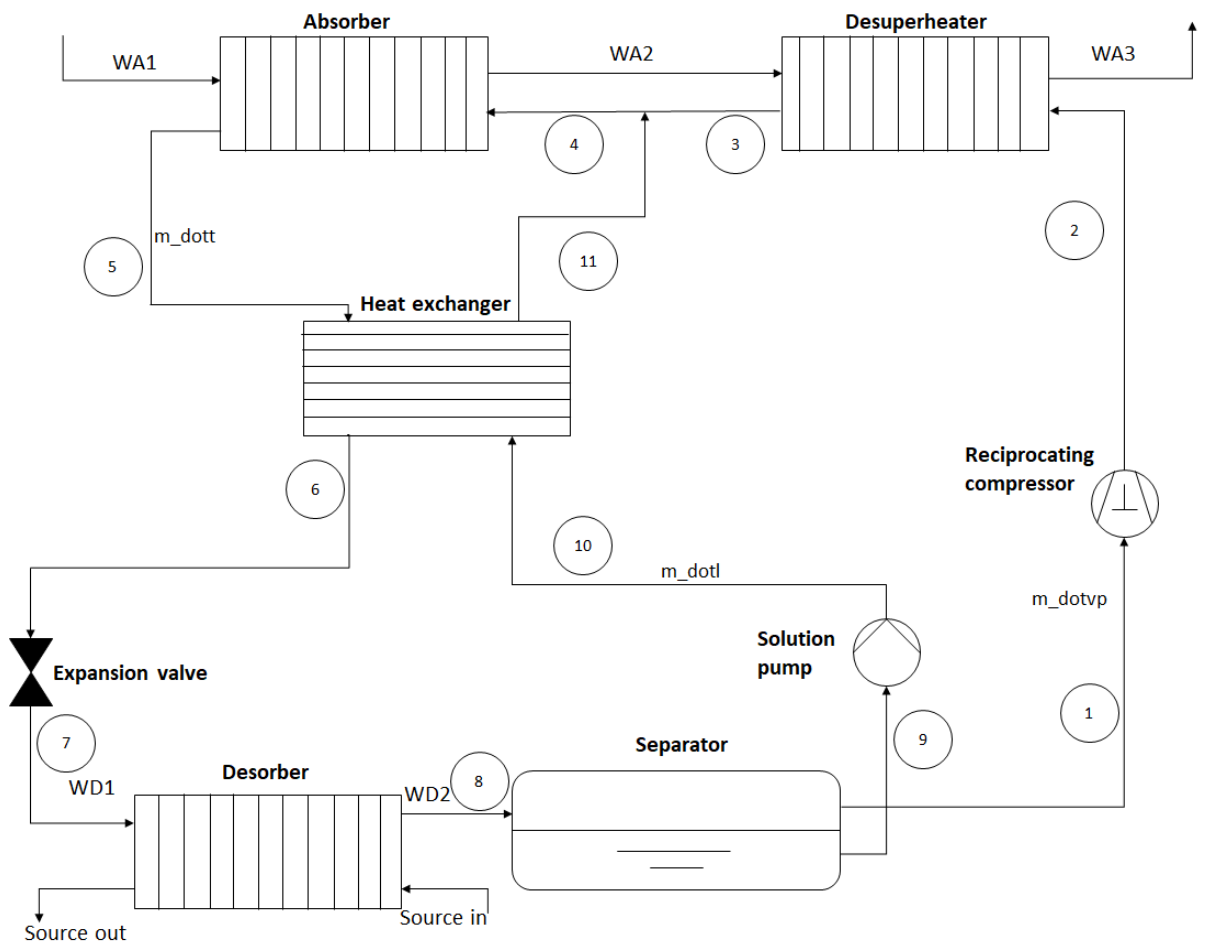 Absorber
Desuperheater
WA1
WA2
WA3
4
3
m_dott
5
11
2
Heat exchanger
6
Reciprocating
compressor
10
m_dotl
m_dotvp
Solution
pump
Expansion valve
7
9
1
Separator
Desorber
WD1
WD2
8
Source in
Source out